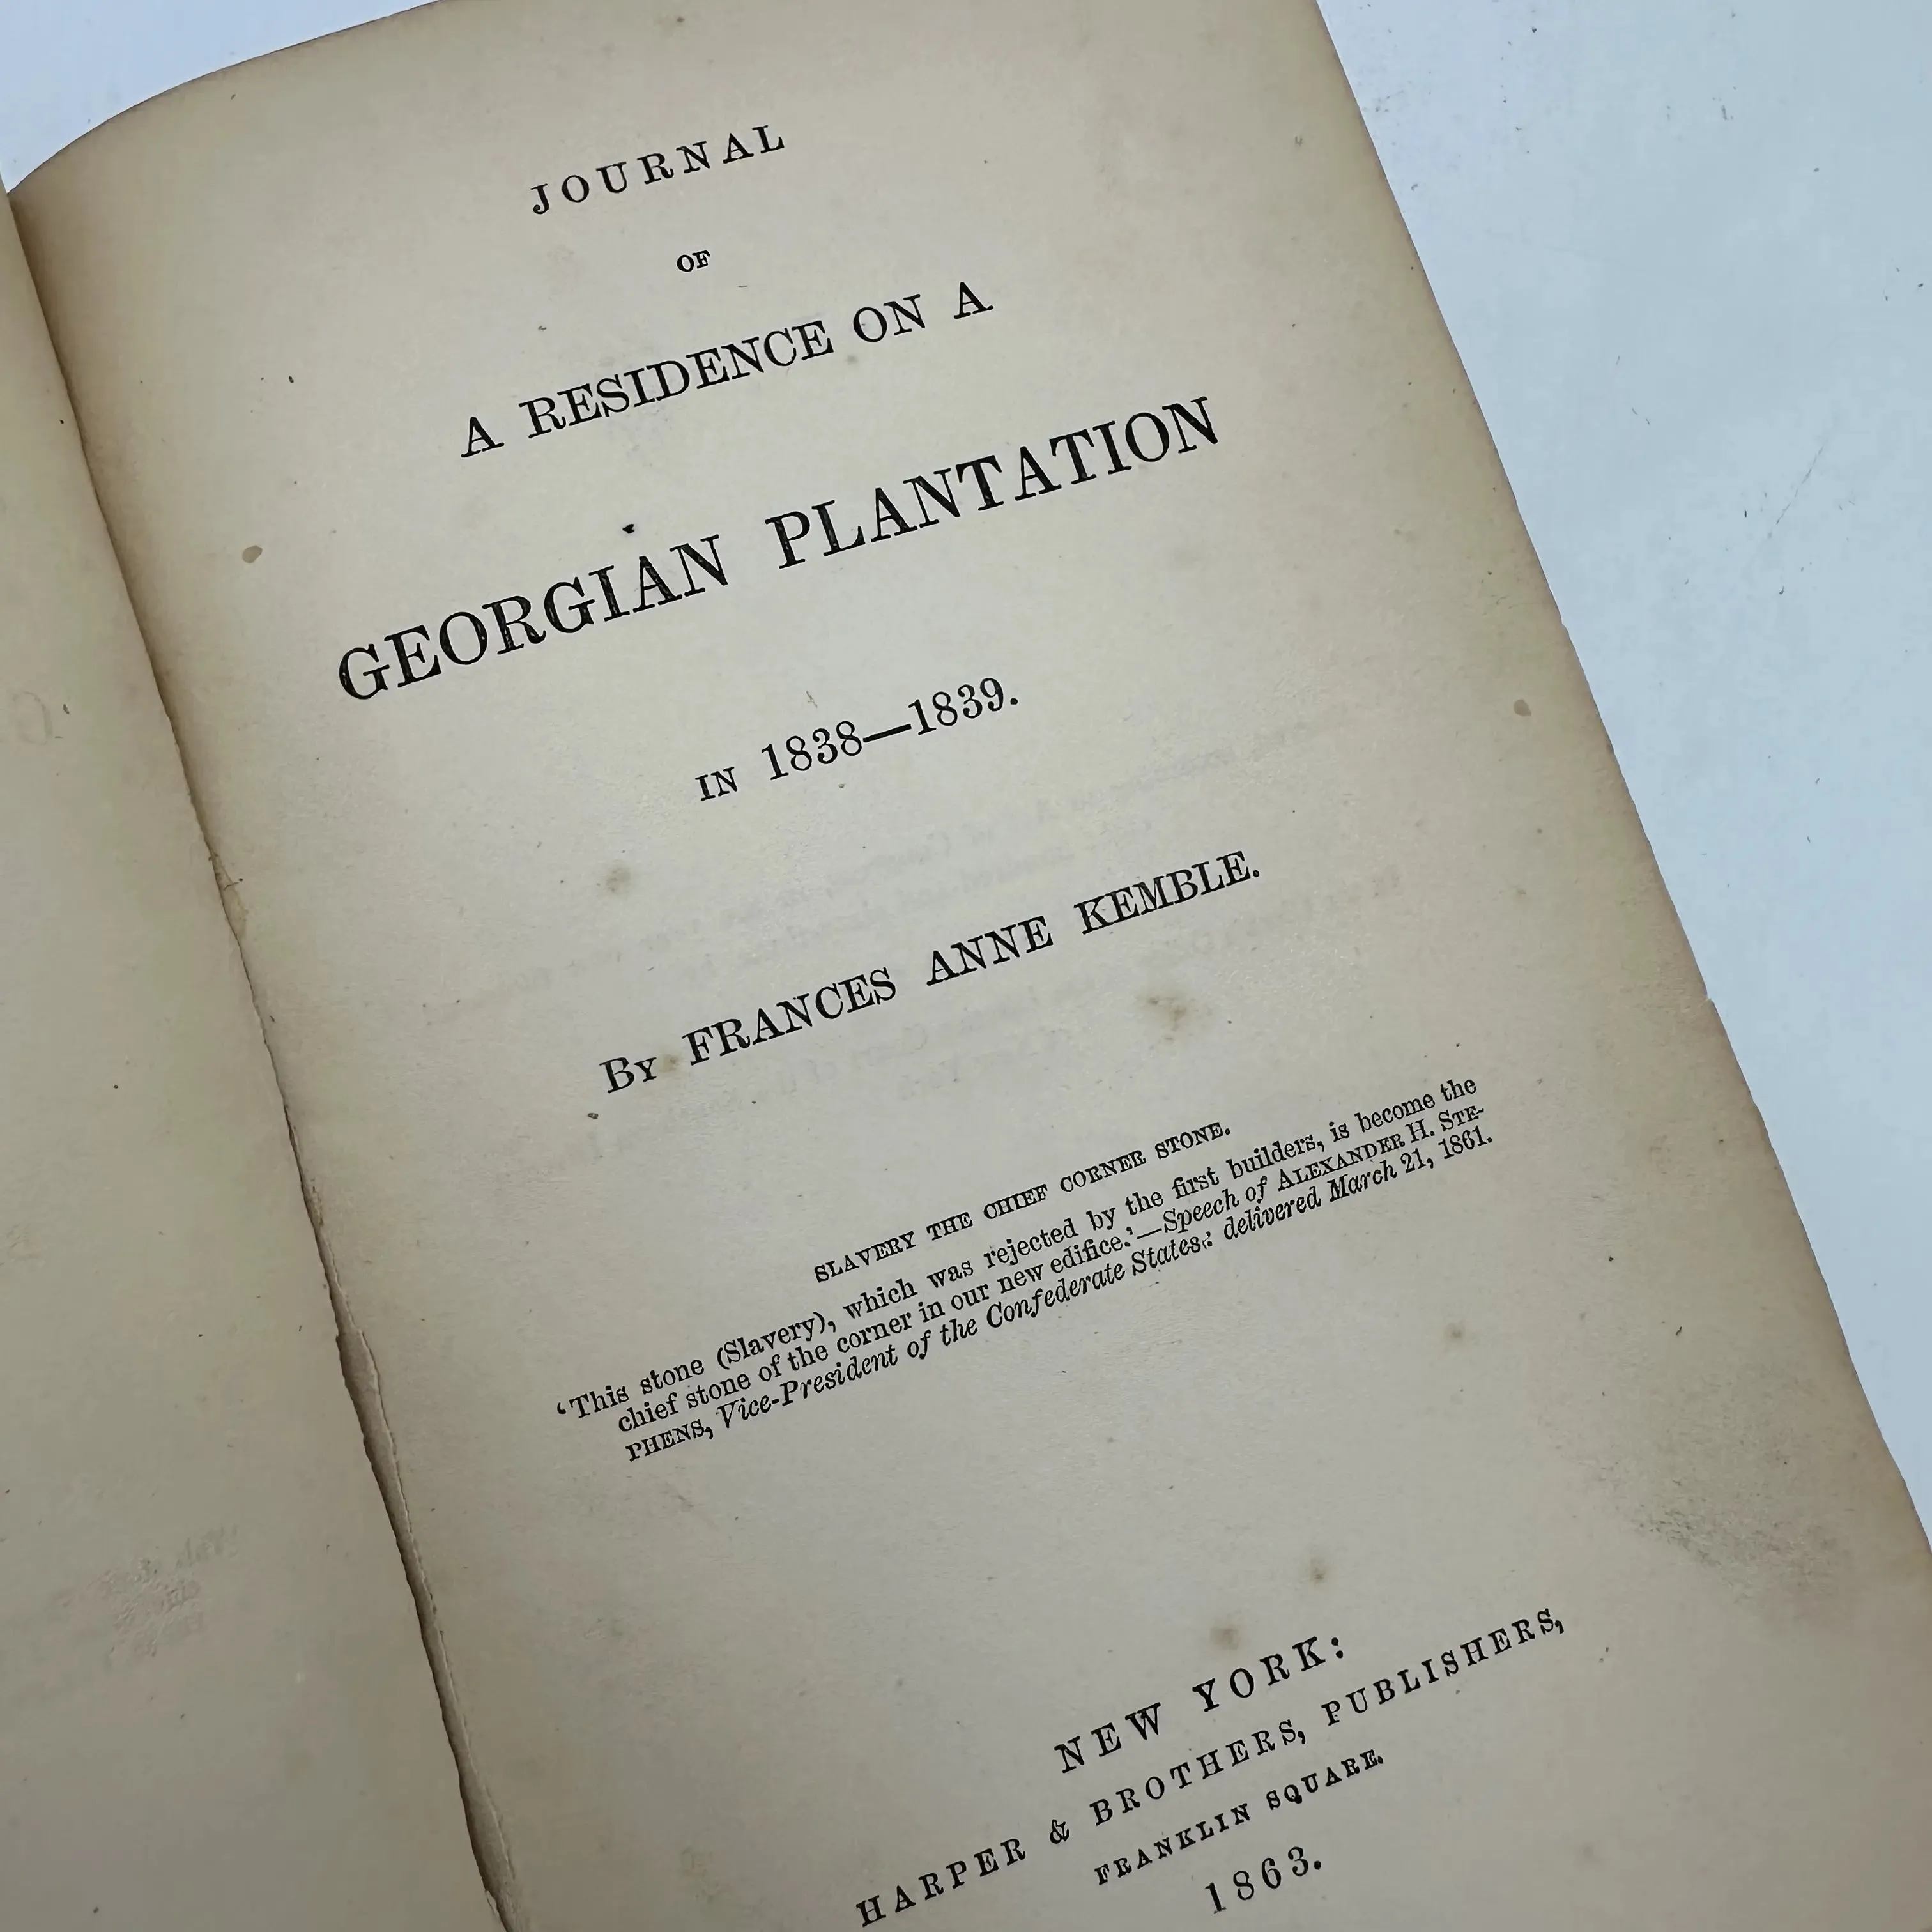 JOURNAL
OF
A RESIDENCE ON A
GEORGIAN PLANTATION
IN 1838—1839.
BY FRANCES ANNE KEMBLE.
SLAVERY THE CHIEF CORNER STONE.
‘This stone (Slavery), which was rejected by the first builders, is become the
chief stone of the corner in our new edifice.’—Speech of ALEXANDER H. STE-
PHENS, Vice-President of the Confederate States: delivered March 21, 1861.
NEW YORK:
HARPER & BROTHERS, PUBLISHERS,
FRANKLIN SQUARE.
1863.